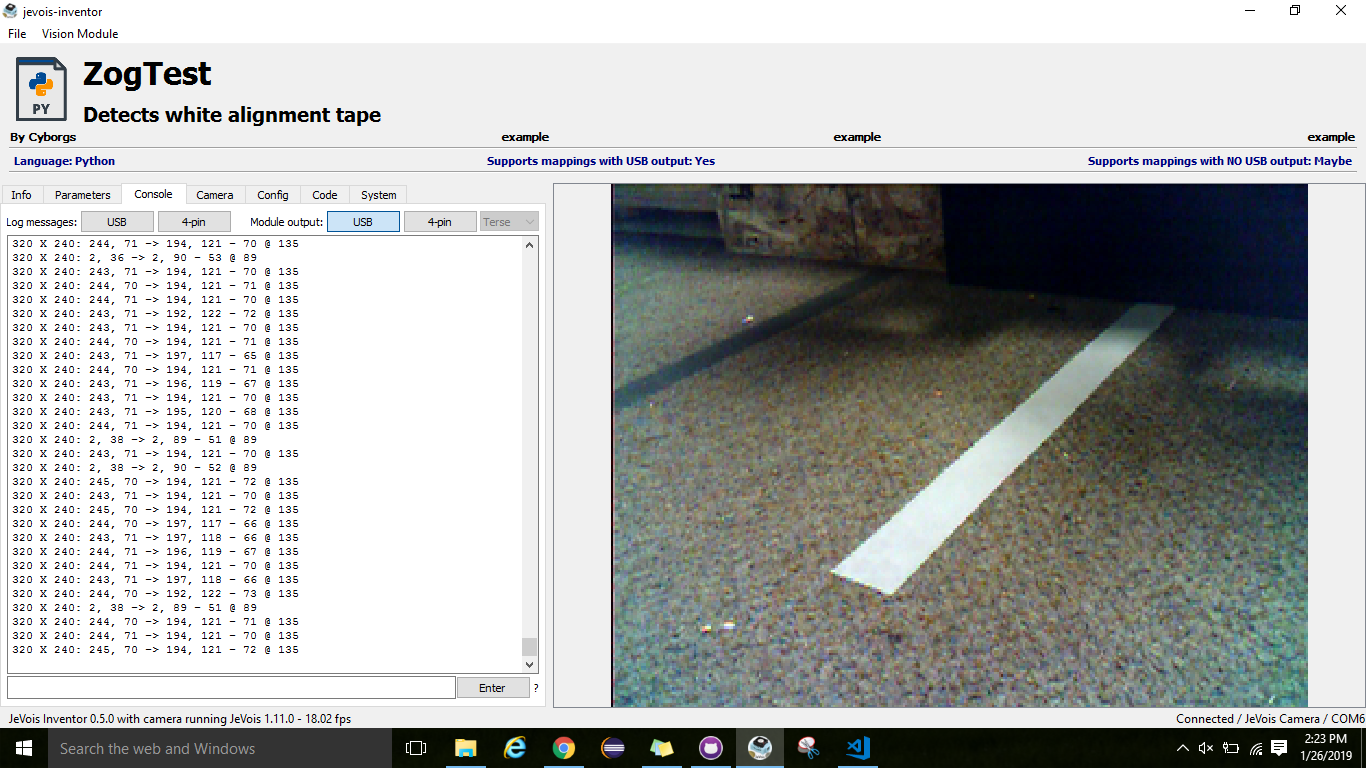 jevois-inventor
File Vision Module
PY
ZogTest
Detects white alignment tape
By Cyborgs example example example
Language: Python Supports mappings with USB output: Yes Supports mappings with NO USB output: Maybe
Info Parameters Console Camera Config Code System
Log messages: USB 4-pin Module output: USB 4-pin Terse
320 X 240: 244, 71 -> 194, 121 - 70 @ 135
320 X 240: 2, 36 -> 2, 90 - 53 @ 89
320 X 240: 243, 71 -> 194, 121 - 70 @ 135
320 X 240: 244, 70 -> 194, 121 - 71 @ 135
320 X 240: 244, 71 -> 194, 121 - 70 @ 135
320 X 240: 243, 71 -> 192, 122 - 72 @ 135
320 X 240: 243, 71 -> 194, 121 - 70 @ 135
320 X 240: 244, 70 -> 194, 121 - 71 @ 135
320 X 240: 243, 71 -> 197, 117 - 65 @ 135
320 X 240: 244, 70 -> 194, 121 - 71 @ 135
320 X 240: 243, 71 -> 196, 119 - 67 @ 135
320 X 240: 243, 71 -> 194, 121 - 70 @ 135
320 X 240: 243, 71 -> 195, 120 - 68 @ 135
320 X 240: 244, 71 -> 194, 121 - 70 @ 135
320 X 240: 2, 38 -> 2, 89 - 51 @ 89
320 X 240: 243, 71 -> 194, 121 - 70 @ 135
320 X 240: 2, 38 -> 2, 90 - 52 @ 89
320 X 240: 245, 70 -> 194, 121 - 72 @ 135
320 X 240: 243, 71 -> 194, 121 - 70 @ 135
320 X 240: 245, 70 -> 194, 121 - 72 @ 135
320 X 240: 244, 70 -> 197, 117 - 66 @ 135
320 X 240: 243, 71 -> 197, 118 - 66 @ 135
320 X 240: 244, 70 -> 196, 119 - 67 @ 135
320 X 240: 244, 71 -> 194, 121 - 70 @ 135
320 X 240: 243, 71 -> 197, 118 - 66 @ 135
320 X 240: 244, 70 -> 192, 122 - 73 @ 135
320 X 240: 2, 38 -> 2, 89 - 51 @ 89
320 X 240: 244, 70 -> 194, 121 - 71 @ 135
320 X 240: 244, 71 -> 194, 121 - 70 @ 135
320 X 240: 245, 70 -> 194, 121 - 72 @ 135
Enter ?
JeVois Inventor 0.5.0 with camera running JeVois 1.11.0 - 18.02 fps Connected / JeVois Camera / COM6
Search the web and Windows
2:23 PM
1/26/2019